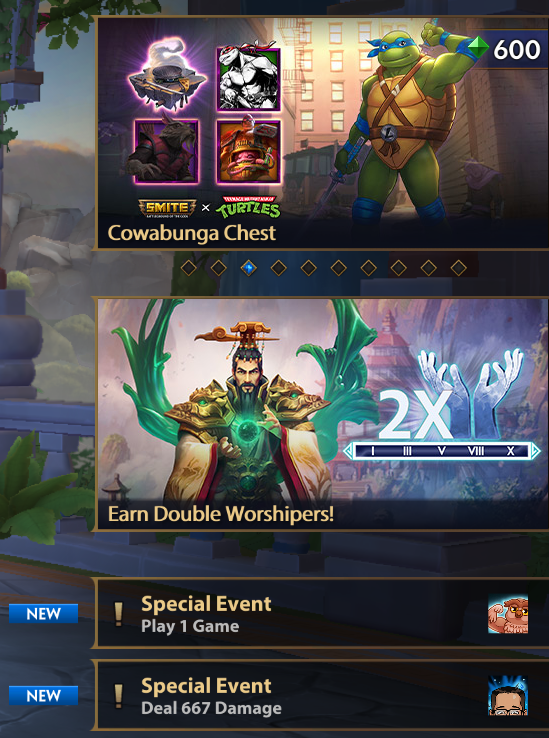 600
SMITE
BATTLEGROUND OF THE GODS
x
TEENAGE MUTANT NINJA
TURTLES
Cowabunga Chest
2X
I III V VIII X
Earn Double Worshipers!
NEW
! Special Event
Play 1 Game
NEW
! Special Event
Deal 667 Damage